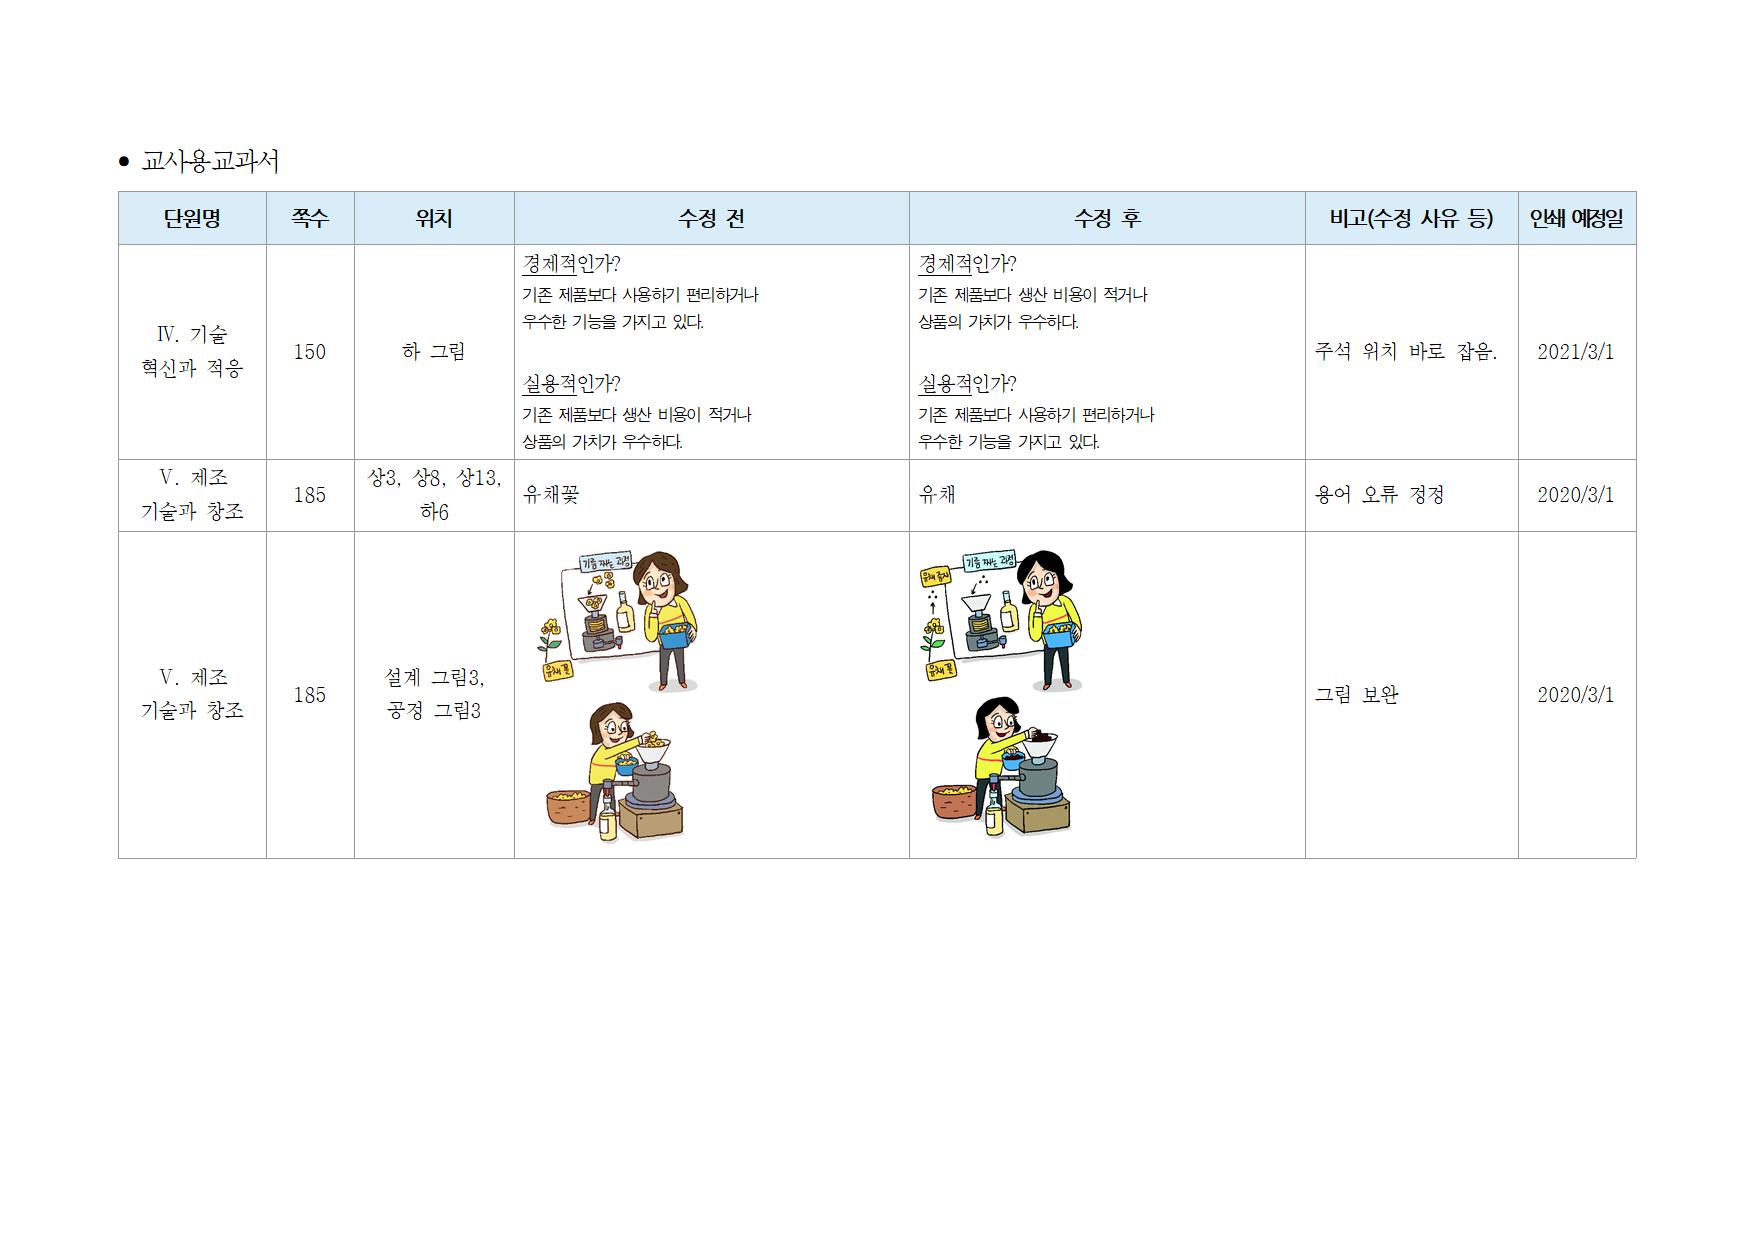 ● 교사용교과서
단원명 쪽수 위치 수정 전 수정 후 비고(수정 사유 등) 인쇄 예정일
Ⅳ. 기술
혁신과 적응
150
하 그림
경제적인가?
기존 제품보다 사용하기 편리하거나
우수한 기능을 가지고 있다.
실용적인가?
기존 제품보다 생산 비용이 적거나
상품의 가치가 우수하다.
경제적인가?
기존 제품보다 생산 비용이 적거나
상품의 가치가 우수하다.
실용적인가?
기존 제품보다 사용하기 편리하거나
우수한 기능을 가지고 있다.
주석 위치 바로 잡음.
2021/3/1
Ⅴ. 제조
기술과 창조
185
상3, 상8, 상13,
하6
유채꽃
유채
용어 오류 정정
2020/3/1
Ⅴ. 제조
기술과 창조
185
설계 그림3,
공정 그림3
기름 짜는 과정
유채 꽃
기름 짜는 과정
유채 종자
유채 꽃
그림 보완
2020/3/1